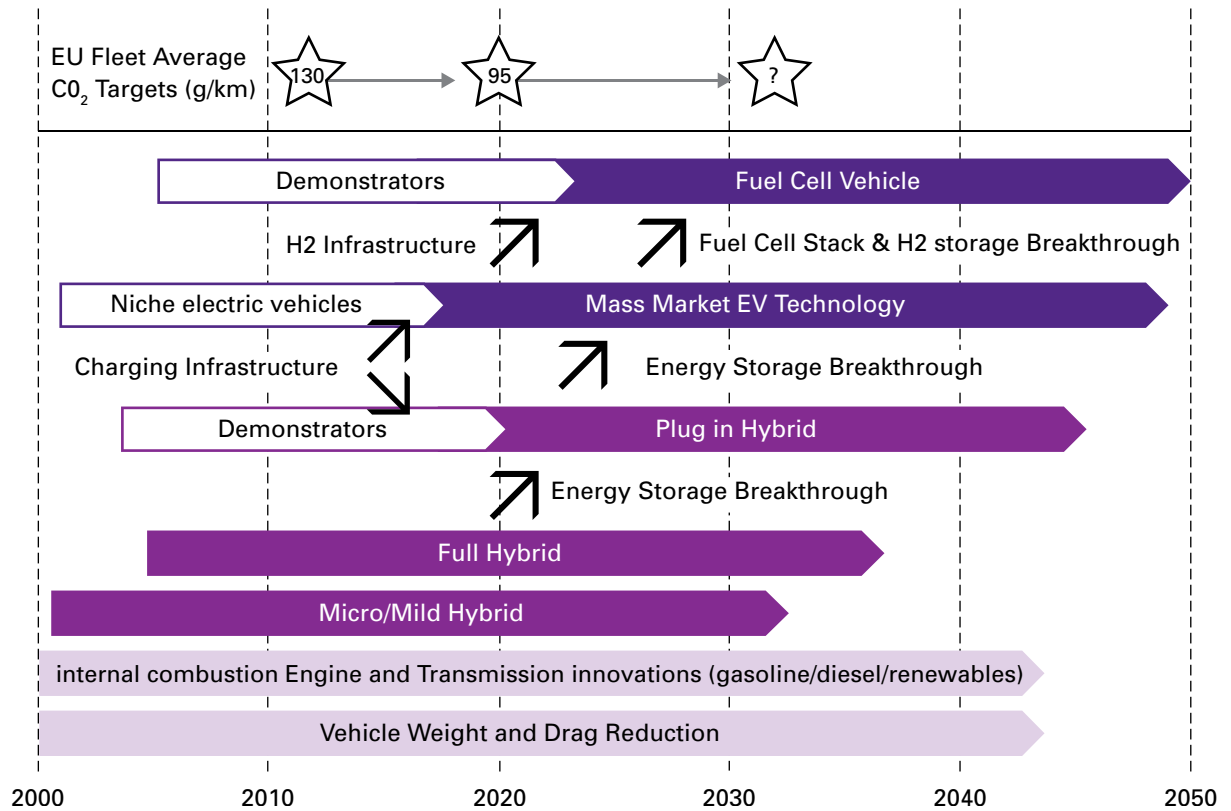 EU Fleet Average
C0₂ Targets (g/km)
130
95
?
Demonstrators
Fuel Cell Vehicle
H2 Infrastructure
Fuel Cell Stack & H2 storage Breakthrough
Niche electric vehicles
Mass Market EV Technology
Charging Infrastructure
Energy Storage Breakthrough
Demonstrators
Plug in Hybrid
Energy Storage Breakthrough
Full Hybrid
Micro/Mild Hybrid
internal combustion Engine and Transmission innovations (gasoline/diesel/renewables)
Vehicle Weight and Drag Reduction
2000
2010
2020
2030
2040
2050